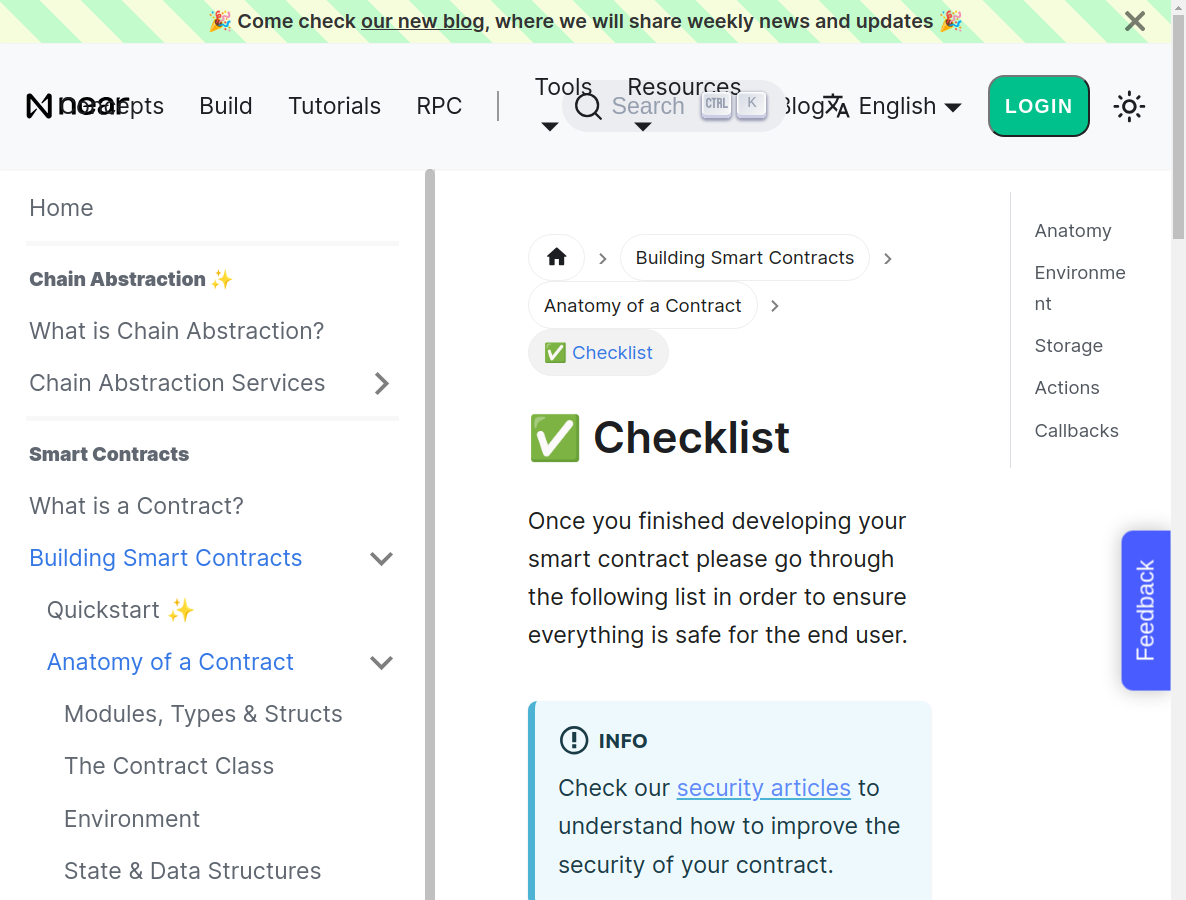 🎉 Come check our new blog, where we will share weekly news and updates 🎉
near
Concepts
Build
Tutorials
RPC
Tools
Resources
Search
CTRL
K
Blog
English
LOGIN
Home
Chain Abstraction ✨
What is Chain Abstraction?
Chain Abstraction Services
Smart Contracts
What is a Contract?
Building Smart Contracts
Quickstart ✨
Anatomy of a Contract
Modules, Types & Structs
The Contract Class
Environment
State & Data Structures
Building Smart Contracts
Anatomy of a Contract
✅ Checklist
✅ Checklist
Once you finished developing your
smart contract please go through
the following list in order to ensure
everything is safe for the end user.
INFO
Check our security articles to
understand how to improve the
security of your contract.
Anatomy
Environme
nt
Storage
Actions
Callbacks
Feedback